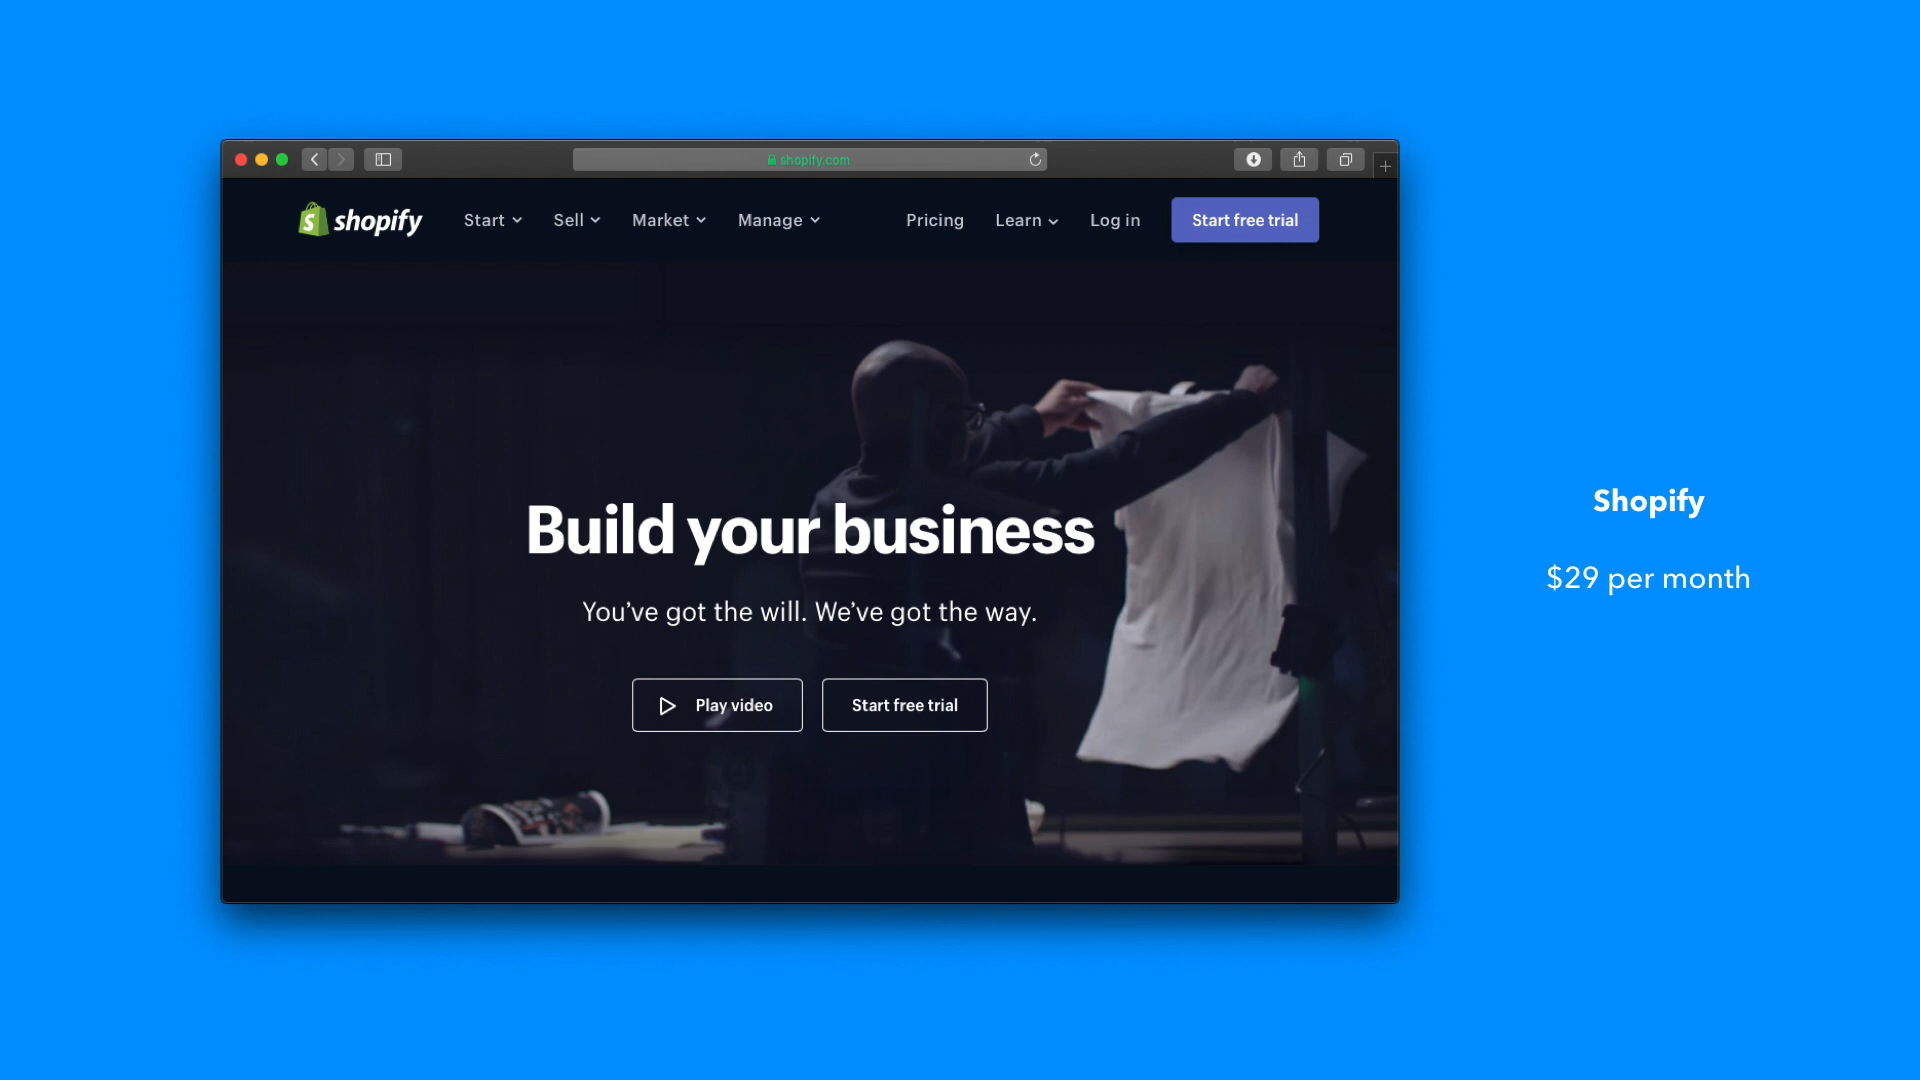 shopify.com
shopify Start Sell Market Manage Pricing Learn Log in Start free trial
Build your business
You’ve got the will. We’ve got the way.
Play video Start free trial
Shopify
$29 per month